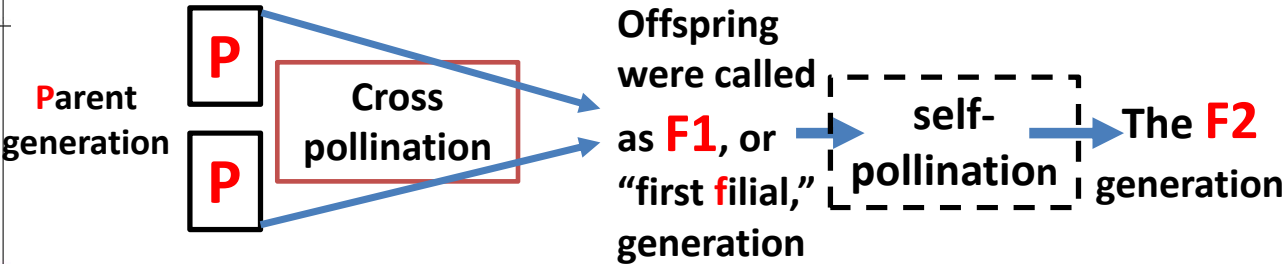 Parent
generation
P
P
Cross
pollination
Offspring
were called
as F1, or
“first filial,”
generation
self-
pollination
The F2
generation